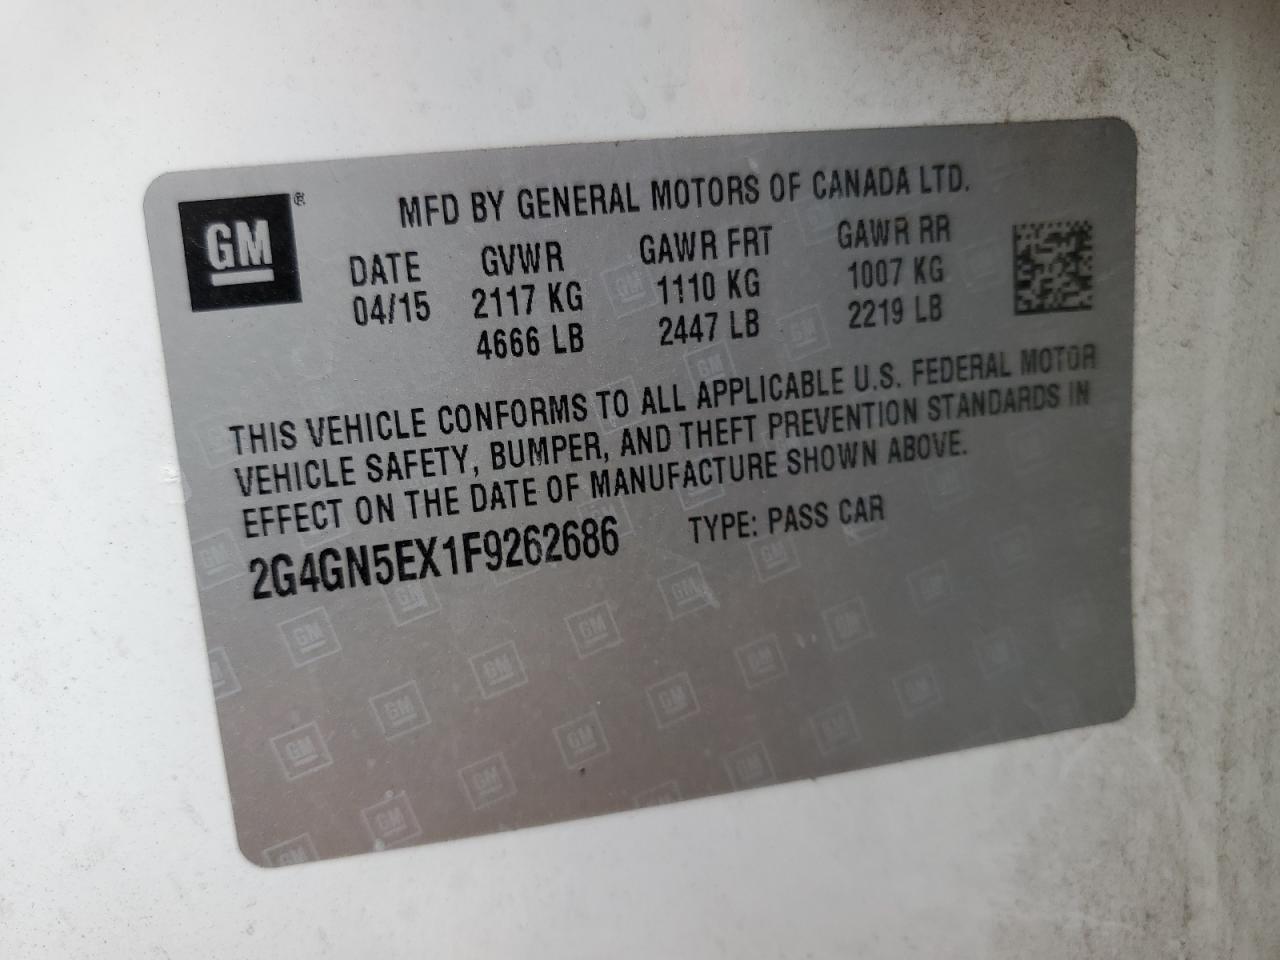 GM ®
MFD BY GENERAL MOTORS OF CANADA LTD.
DATE GVWR GAWR FRT GAWR RR
04/15 2117 KG 1110 KG 1007 KG
4666 LB 2447 LB 2219 LB
THIS VEHICLE CONFORMS TO ALL APPLICABLE U.S. FEDERAL MOTOR
VEHICLE SAFETY, BUMPER, AND THEFT PREVENTION STANDARDS IN
EFFECT ON THE DATE OF MANUFACTURE SHOWN ABOVE.
2G4GN5EX1F9262686 TYPE: PASS CAR